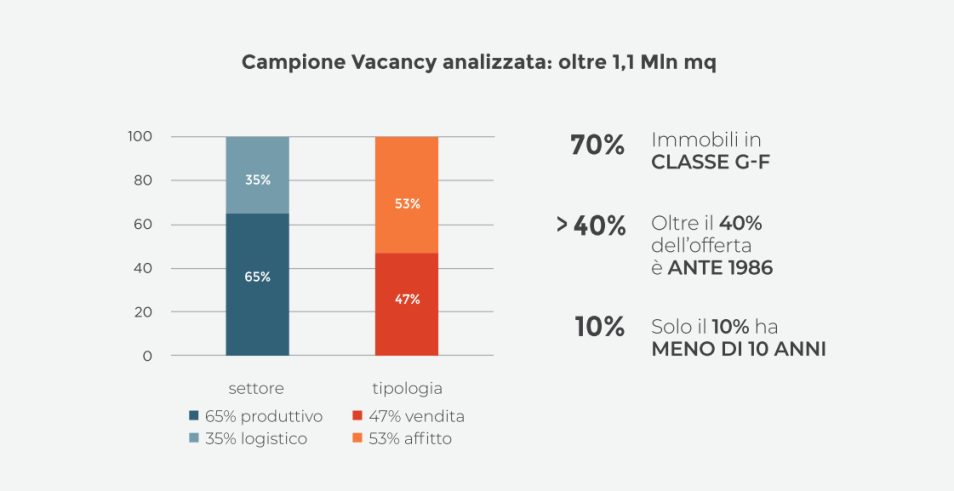 Campione Vacancy analizzata: oltre 1,1 Mln mq
100
80
60
40
20
0
35%
65%
53%
47%
settore
tipologia
65% produttivo
35% logistico
47% vendita
53% affitto
70%
Immobili in
CLASSE G-F
> 40%
Oltre il 40%
dell'offerta
è ANTE 1986
10%
Solo il 10% ha
MENO DI 10 ANNI